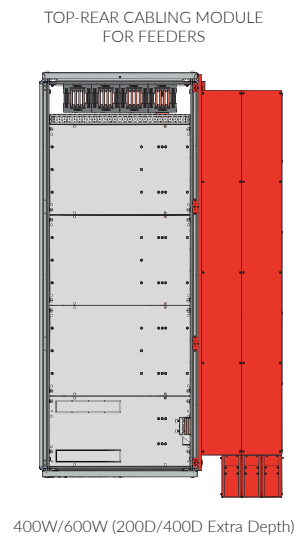 TOP-REAR CABLING MODULE
FOR FEEDERS
400W/600W (200D/400D Extra Depth)